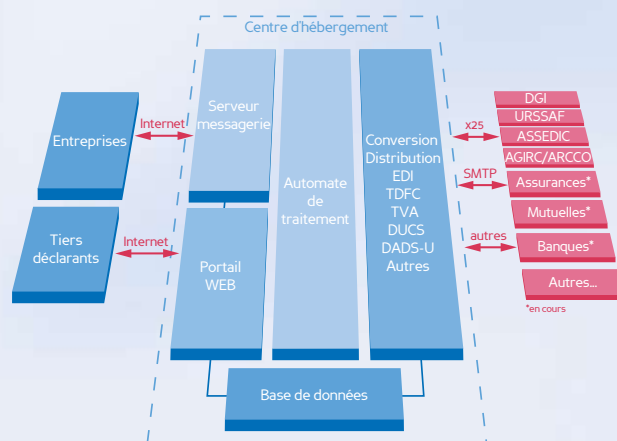 Centre d'hébergement
Entreprises
Internet
Serveur
messagerie
Tiers
déclarants
Internet
Portail
WEB
Automate
de
traitement
Conversion
Distribution
EDI
TDFC
TVA
DUCS
DADS-U
Autres
Base de données
x25
SMTP
autres
DGI
URSSAF
ASSEDIC
AGIRC/ARCCO
Assurances*
Mutuelles*
Banques*
Autres...
*en cours